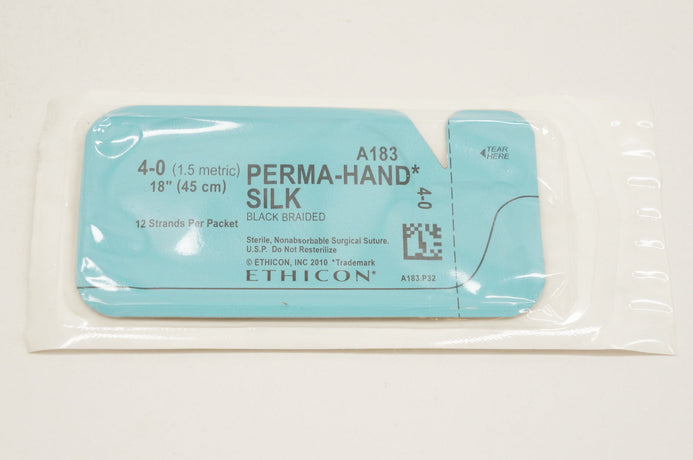 A183
4-0 (1.5 metric)
18" (45 cm)
12 Strands Per Packet
PERMA-HAND*
SILK
BLACK BRAIDED
Sterile, Nonabsorbable Surgical Suture.
U.S.P. Do Not Resterilize
© ETHICON, INC 2010 *Trademark
ETHICON*
4-0
A183.P32
TEAR
HERE